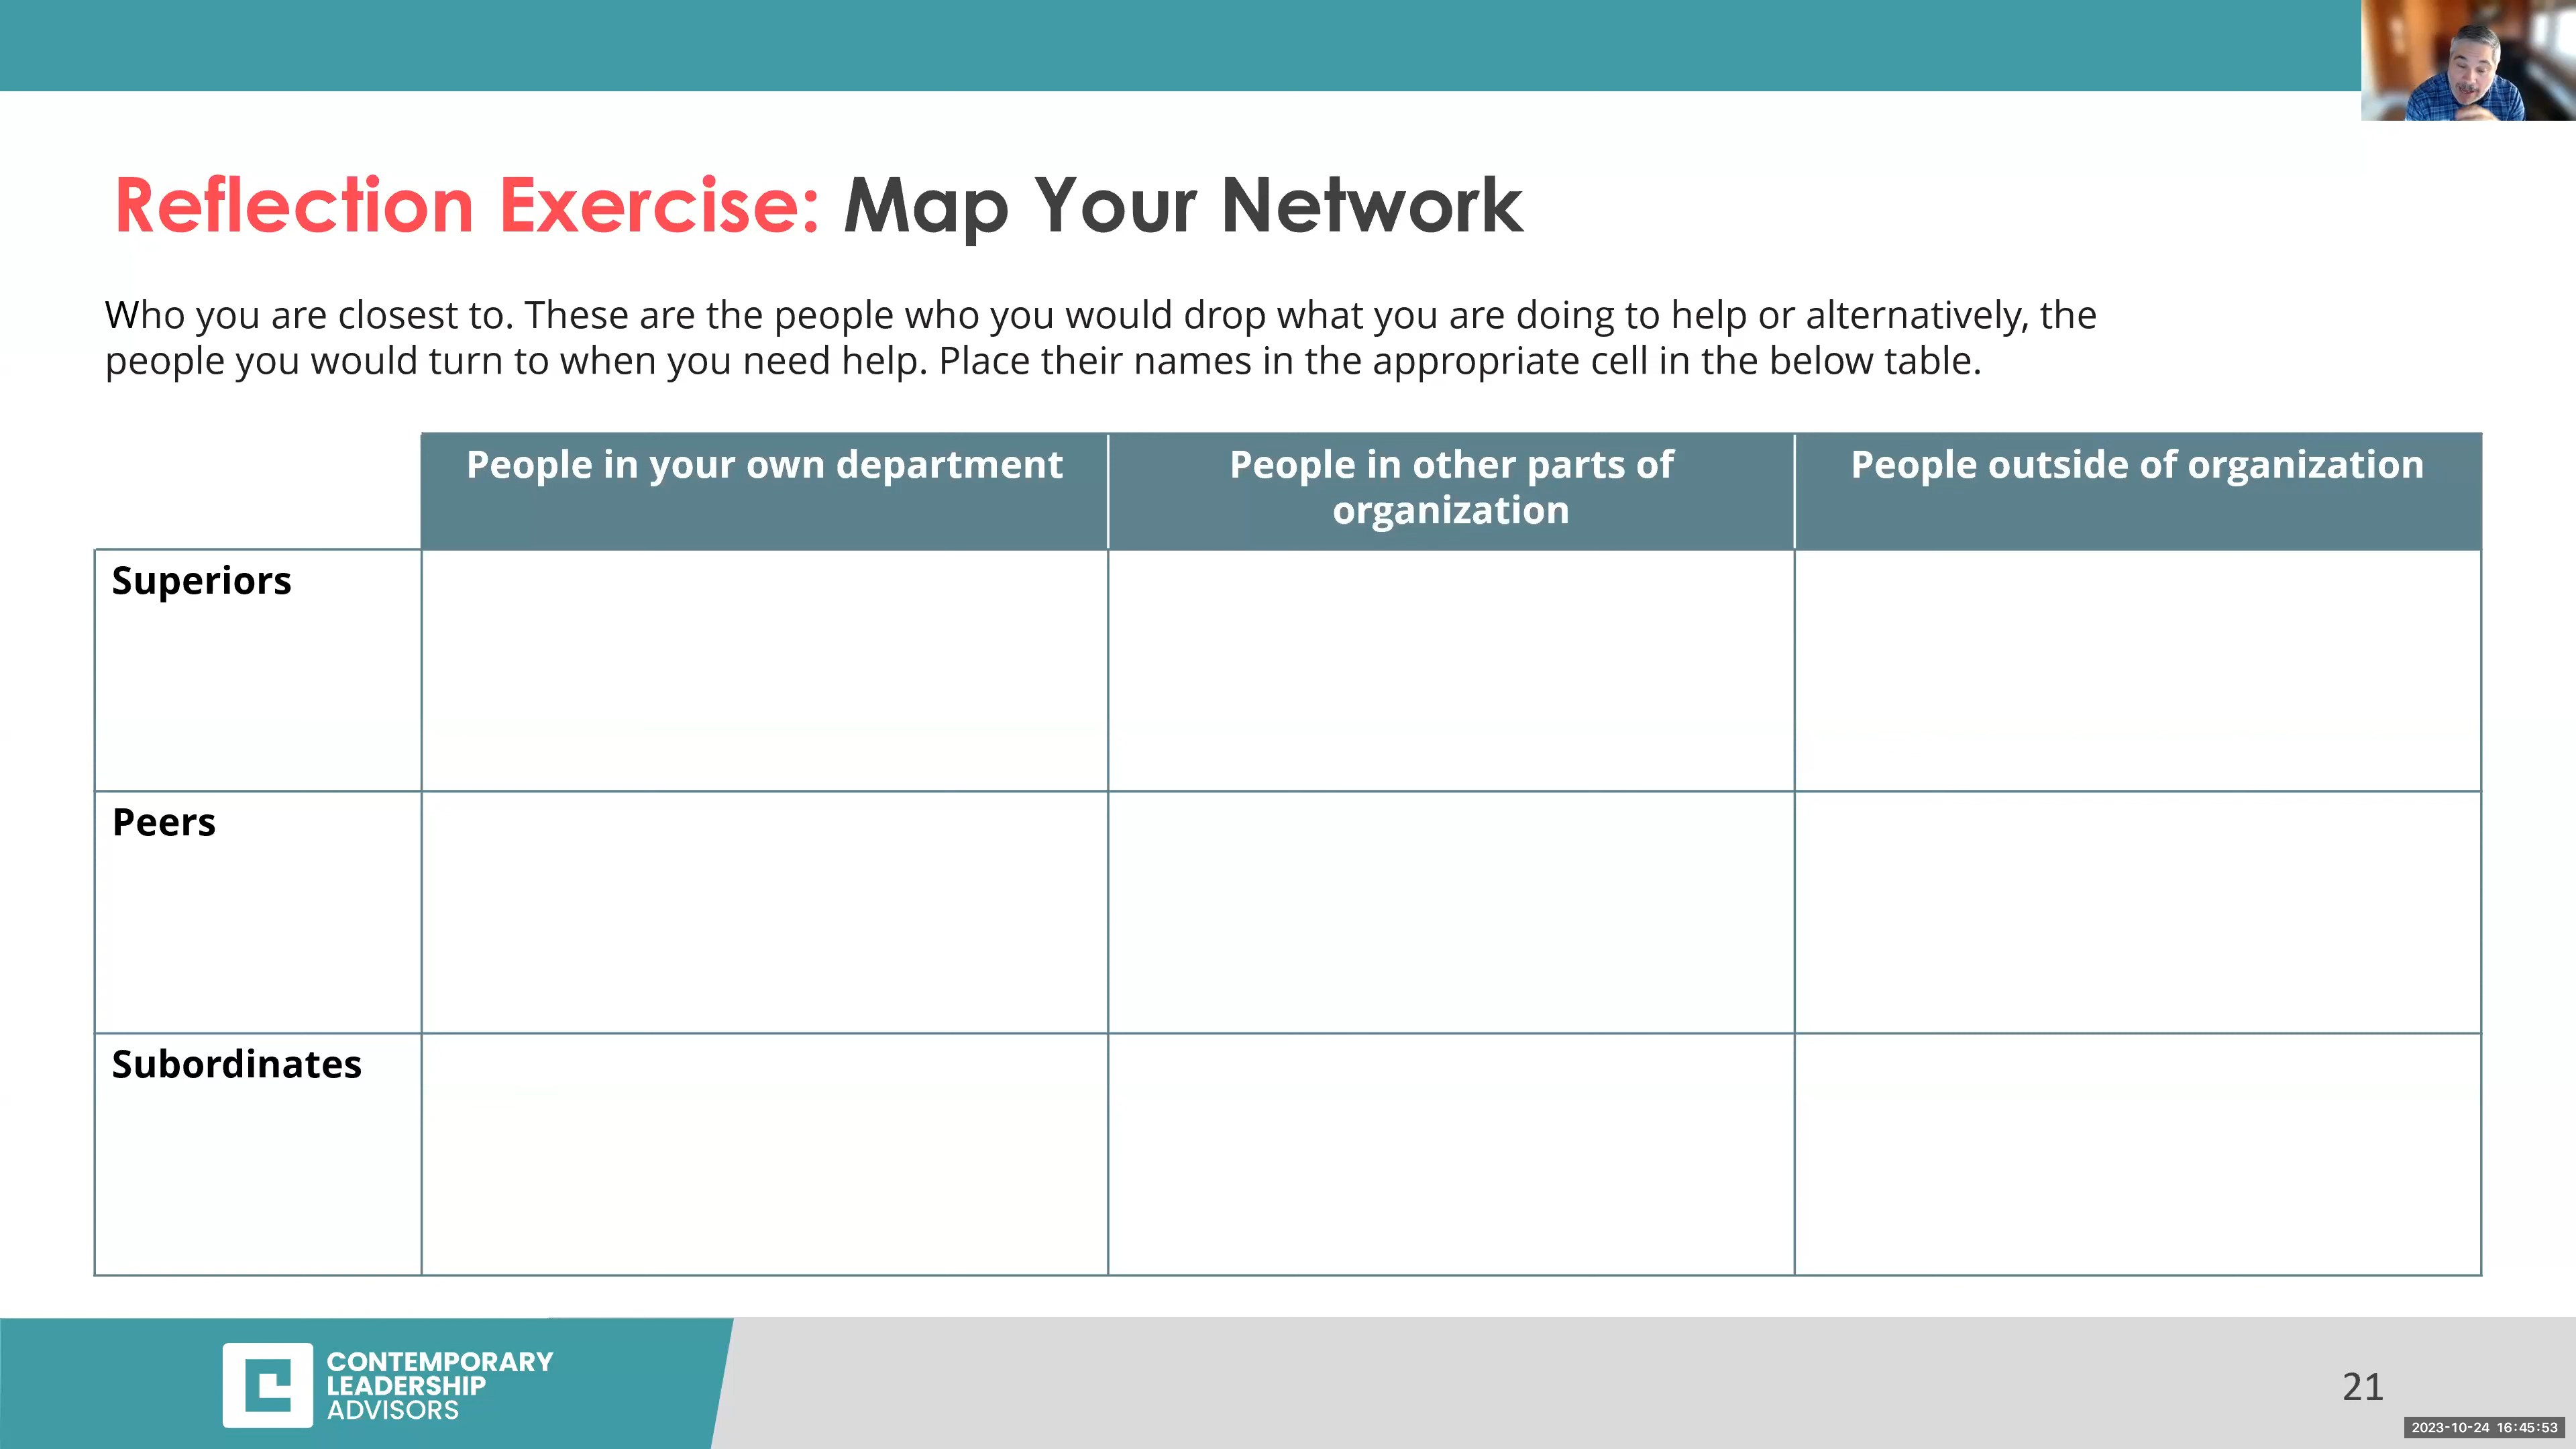 Reflection Exercise: Map Your Network
Who you are closest to. These are the people who you would drop what you are doing to help or alternatively, the
people you would turn to when you need help. Place their names in the appropriate cell in the below table.
People in your own department
People in other parts of
organization
People outside of organization
Superiors
Peers
Subordinates
CONTEMPORARY
LEADERSHIP
ADVISORS
21
2023-10-24 16:45:53